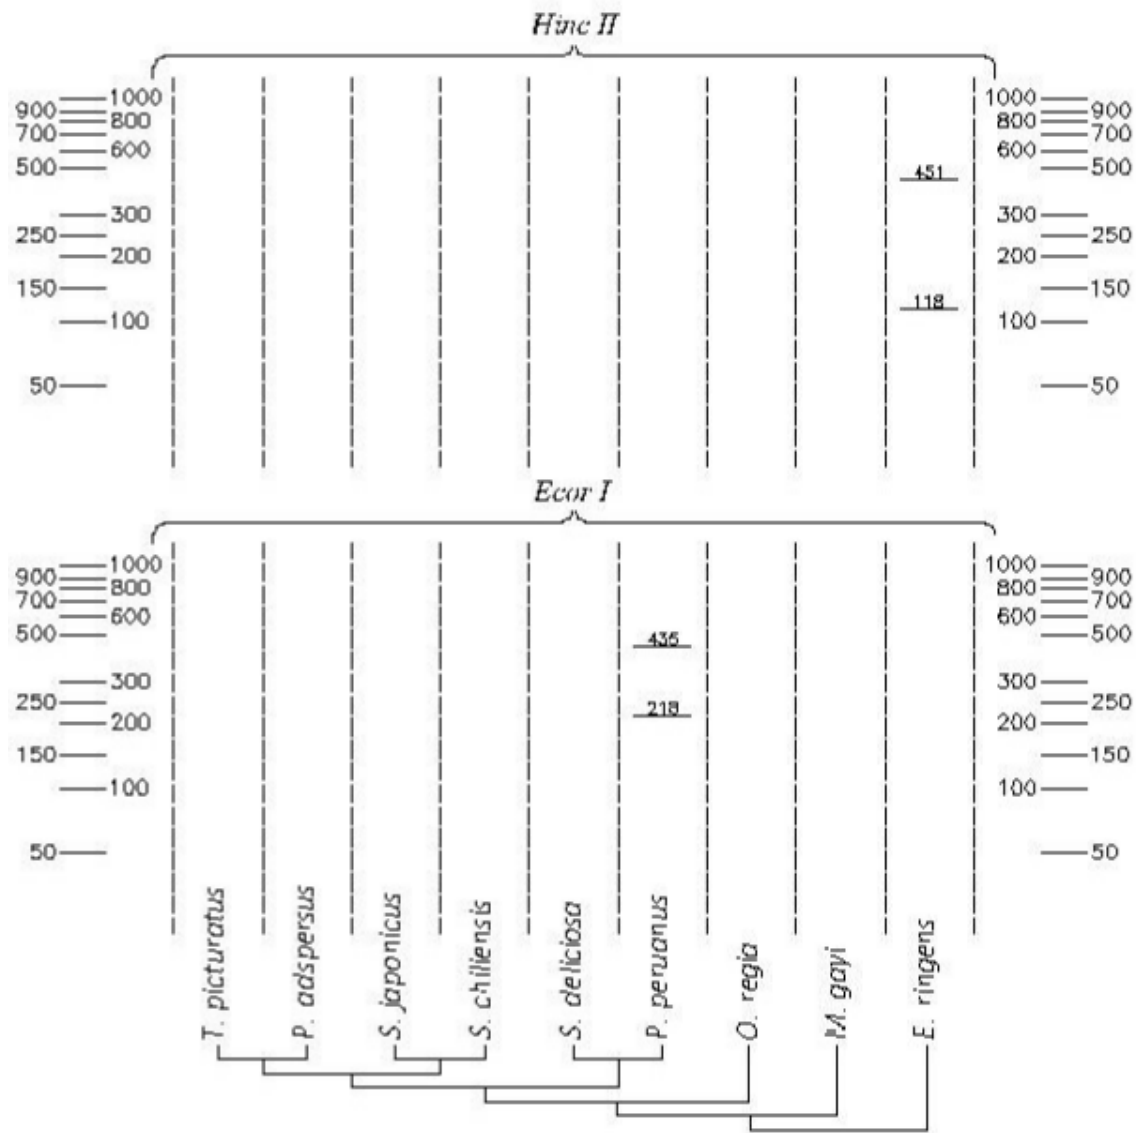 Hinc II
1000 1000
900 900
800 800
700 700
600 600
500 500
451
300 300
250 250
200 200
150 150
118
100 100
50 50
Ecor I
1000 1000
900 900
800 800
700 700
600 600
500 500
435
300 300
250 250
218
200 200
150 150
100 100
50 50
T. picturatus
P. adspersus
S. japonicus
S. chiliensis
S. deliciosa
P. peruanus
O. regia
M. gayi
E. ringens